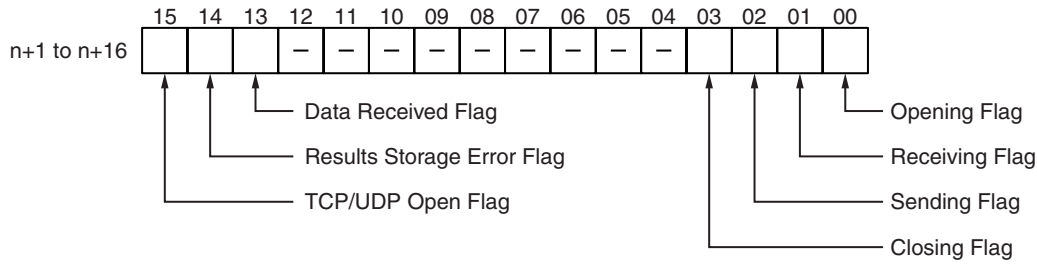 15 14 13 12 11 10 09 08 07 06 05 04 03 02 01 00
n+1 to n+16 – – – – – – – – –
Data Received Flag Opening Flag
Results Storage Error Flag Receiving Flag
TCP/UDP Open Flag Sending Flag
Closing Flag